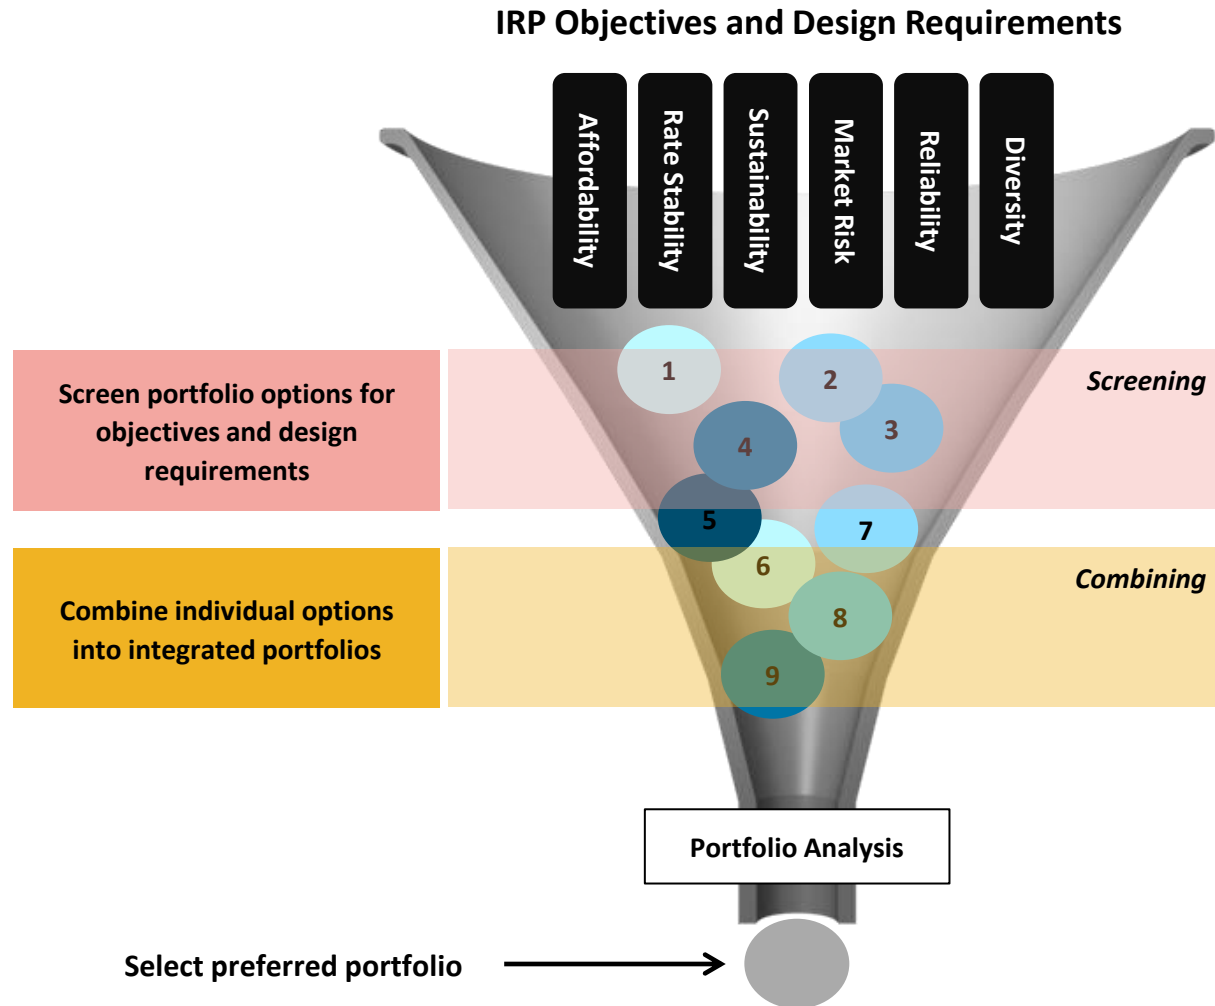 IRP Objectives and Design Requirements
Affordability
Rate Stability
Sustainability
Market Risk
Reliability
Diversity
Screen portfolio options for
objectives and design
requirements
Screening
1
2
3
4
5
7
Combine individual options
into integrated portfolios
Combining
6
8
9
Portfolio Analysis
Select preferred portfolio